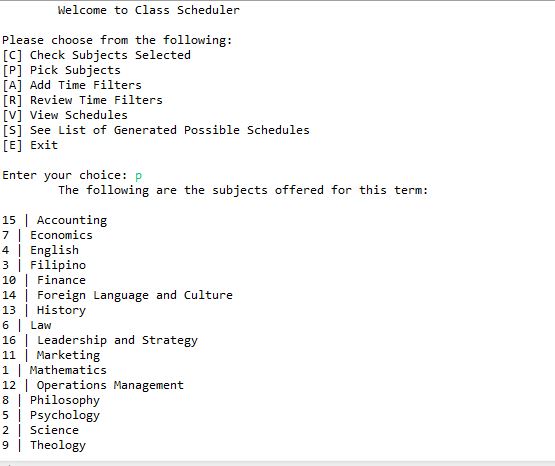 Welcome to Class Scheduler
Please choose from the following:
[C] Check Subjects Selected
[P] Pick Subjects
[A] Add Time Filters
[R] Review Time Filters
[V] View Schedules
[S] See List of Generated Possible Schedules
[E] Exit
Enter your choice: p
The following are the subjects offered for this term:
15 | Accounting
7 | Economics
4 | English
3 | Filipino
10 | Finance
14 | Foreign Language and Culture
13 | History
6 | Law
16 | Leadership and Strategy
11 | Marketing
1 | Mathematics
12 | Operations Management
8 | Philosophy
5 | Psychology
2 | Science
9 | Theology